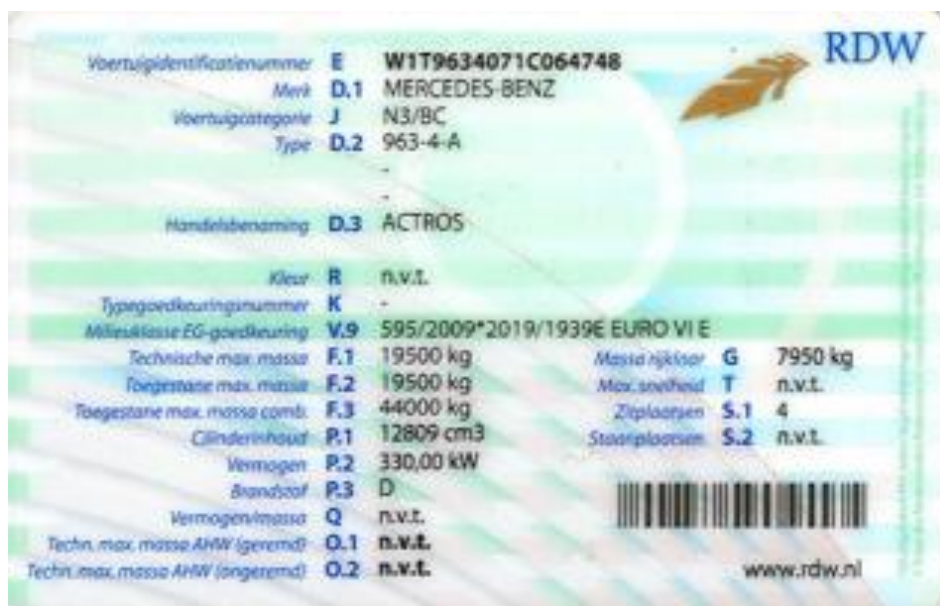 RDW
Voertuigidentificatienummer E W1T9634071C064748
Merk D.1 MERCEDES-BENZ
Voertuigcategorie J N3/BC
Type D.2 963-4-A
-
-
Handelsbenaming D.3 ACTROS
Kleur R n.v.t.
Typegoedkeuringsnummer K -
Milieuklasse EG-goedkeuring V.9 595/2009*2019/1939E EURO VI E
Technische max. massa F.1 19500 kg Massa rijklaar G 7950 kg
Toegestane max. massa F.2 19500 kg Max. snelheid T n.v.t.
Toegestane max. massa comb. F.3 44000 kg Zitplaatsen S.1 4
Cilinderinhoud P.1 12809 cm3 Staanplaatsen S.2 n.v.t.
Vermogen P.2 330,00 kW
Brandstof P.3 D
Vermogen/massa Q n.v.t.
Techn. max. massa AHW (geremd) O.1 n.v.t.
Techn. max. massa AHW (ongeremd) O.2 n.v.t.
www.rdw.nl